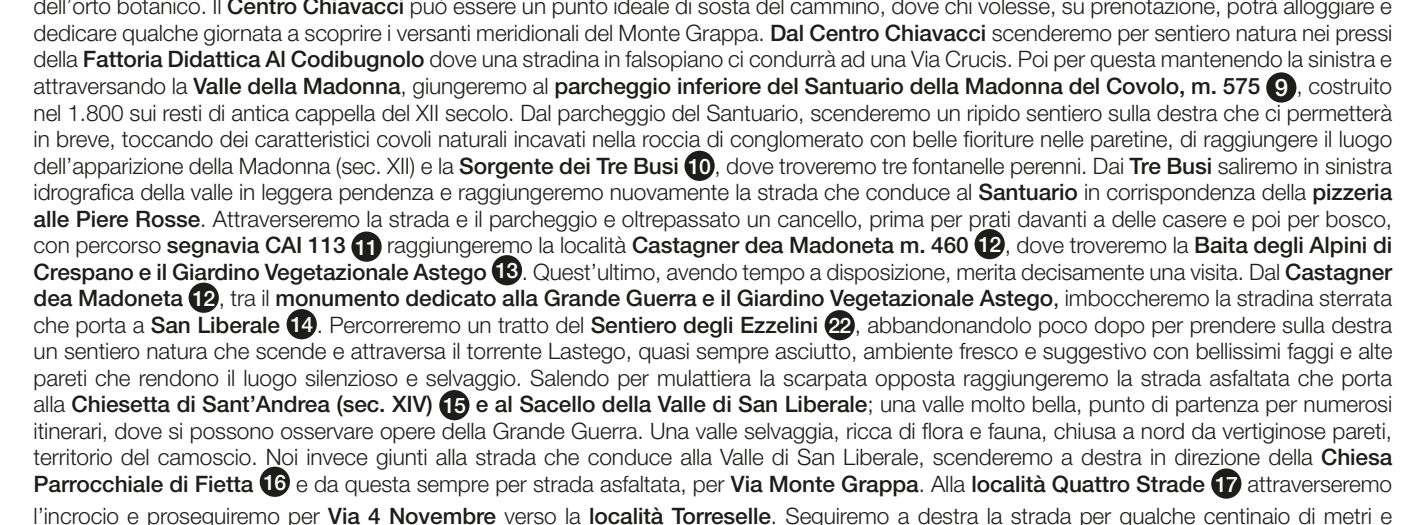 dell'orto botanico. Il Centro Chiavacci può essere un punto ideale di sosta del cammino, dove chi volesse, su prenotazione, potrà alloggiare e
dedicare qualche giornata a scoprire i versanti meridionali del Monte Grappa. Dal Centro Chiavacci scenderemo per sentiero natura nei pressi
della Fattoria Didattica Al Codibugnolo dove una stradina in falsopiano ci condurrà ad una Via Crucis. Poi per questa mantenendo la sinistra e
attraversando la Valle della Madonna, giungeremo al parcheggio inferiore del Santuario della Madonna del Covolo, m. 575 9, costruito
nel 1.800 sui resti di antica cappella del XII secolo. Dal parcheggio del Santuario, scenderemo un ripido sentiero sulla destra che ci permetterà
in breve, toccando dei caratteristici covoli naturali incavati nella roccia di conglomerato con belle fioriture nelle paretine, di raggiungere il luogo
dell'apparizione della Madonna (sec. XII) e la Sorgente dei Tre Busi 10, dove troveremo tre fontanelle perenni. Dai Tre Busi saliremo in sinistra
idrografica della valle in leggera pendenza e raggiungeremo nuovamente la strada che conduce al Santuario in corrispondenza della pizzeria
alle Piere Rosse. Attraverseremo la strada e il parcheggio e oltrepassato un cancello, prima per prati davanti a delle casere e poi per bosco,
con percorso segnavia CAI 113 11 raggiungeremo la località Castagner dea Madoneta m. 460 12, dove troveremo la Baita degli Alpini di
Crespano e il Giardino Vegetazionale Astego 13. Quest'ultimo, avendo tempo a disposizione, merita decisamente una visita. Dal Castagner
dea Madoneta 12, tra il monumento dedicato alla Grande Guerra e il Giardino Vegetazionale Astego, imboccheremo la stradina sterrata
che porta a San Liberale 14. Percorreremo un tratto del Sentiero degli Ezzelini 22, abbandonandolo poco dopo per prendere sulla destra
un sentiero natura che scende e attraversa il torrente Lastego, quasi sempre asciutto, ambiente fresco e suggestivo con bellissimi faggi e alte
pareti che rendono il luogo silenzioso e selvaggio. Salendo per mulattiera la scarpata opposta raggiungeremo la strada asfaltata che porta
alla Chiesetta di Sant'Andrea (sec. XIV) 15 e al Sacello della Valle di San Liberale; una valle molto bella, punto di partenza per numerosi
itinerari, dove si possono osservare opere della Grande Guerra. Una valle selvaggia, ricca di flora e fauna, chiusa a nord da vertiginose pareti,
territorio del camoscio. Noi invece giunti alla strada che conduce alla Valle di San Liberale, scenderemo a destra in direzione della Chiesa
Parrocchiale di Fietta 16 e da questa sempre per strada asfaltata, per Via Monte Grappa. Alla località Quattro Strade 17 attraverseremo
l'incrocio e proseguiremo per Via 4 Novembre verso la località Torreselle. Seguiremo a destra la strada per qualche centinaio di metri e